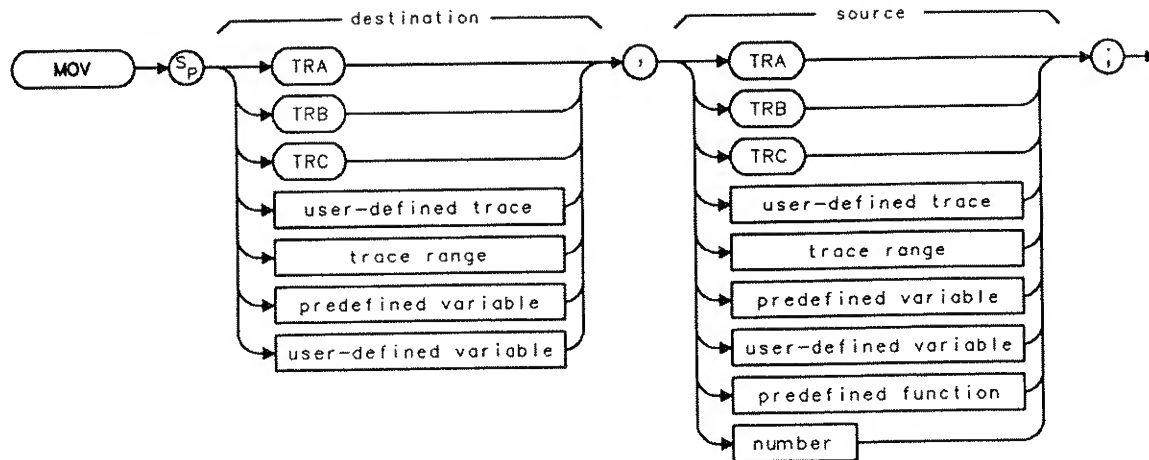 destination
source
MOV
SP
TRA
,
TRA
;
TRB
TRB
TRC
TRC
user-defined trace
user-defined trace
trace range
trace range
predefined variable
predefined variable
user-defined variable
user-defined variable
predefined function
number